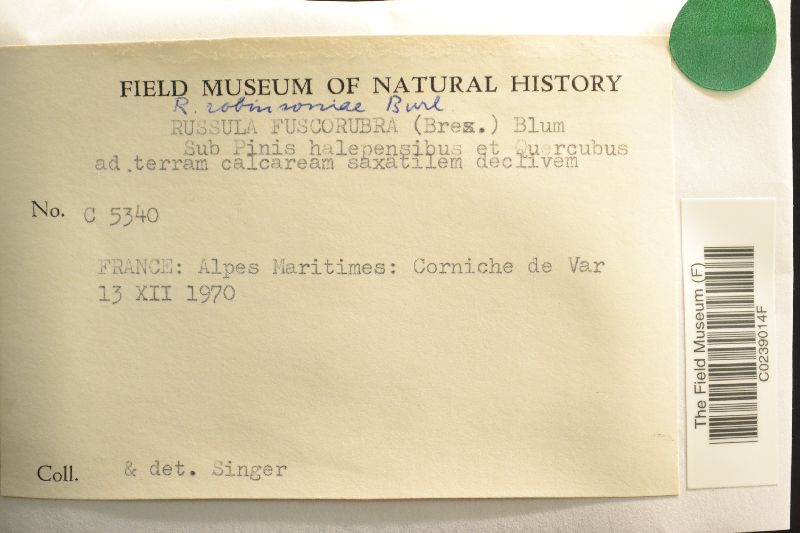 FIELD MUSEUM OF NATURAL HISTORY
R. robinsoniae Burl.
RUSSULA FUSCORUBRA (Bres.) Blum
Sub Pinis halepensibus et Quercubus
ad.terram calcaream saxatilem declivem
No. C 5340
FRANCE: Alpes Maritimes: Corniche de Var
13 XII 1970
Coll. & det. Singer
The Field Museum (F)
C0239014F